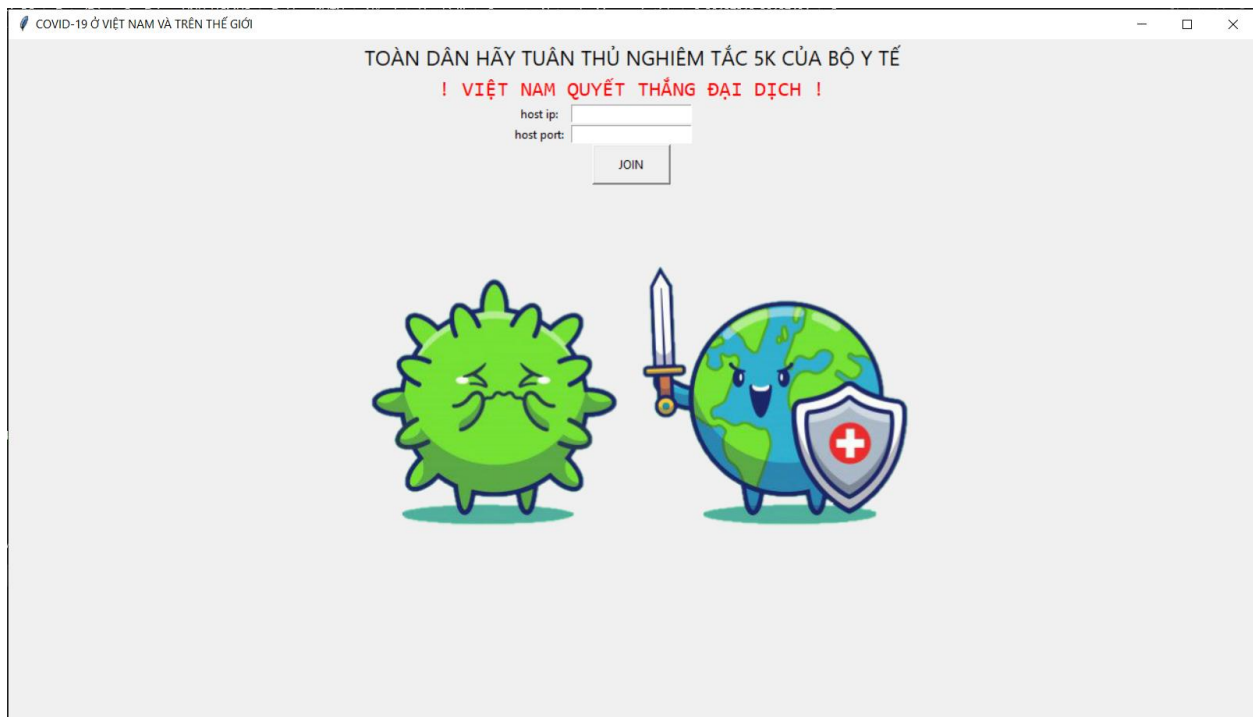 COVID-19 Ở VIỆT NAM VÀ TRÊN THẾ GIỚI
TOÀN DÂN HÃY TUÂN THỦ NGHIÊM TẮC 5K CỦA BỘ Y TẾ
! VIỆT NAM QUYẾT THẮNG ĐẠI DỊCH !
host ip:
host port:
JOIN